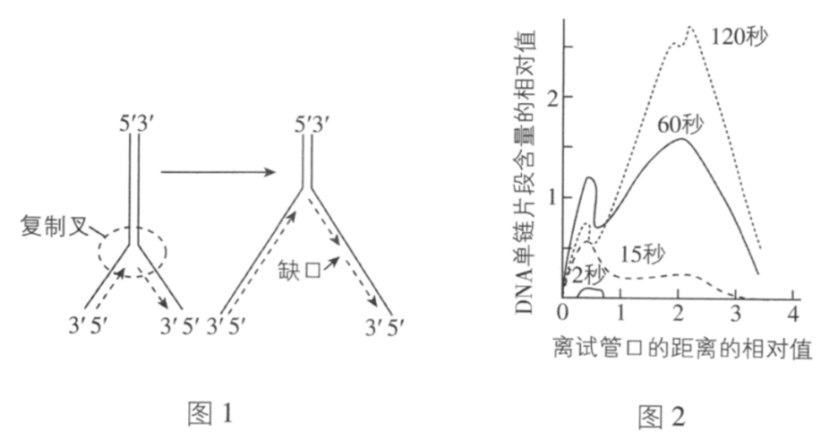 5′3′
5′3′
复制叉
缺口
3′5′
3′5′
3′5′
3′5′
图 1
DNA单链片段含量的相对值
2
1
120秒
60秒
15秒
2秒
0 1 2 3 4
离试管口的距离的相对值
图 2